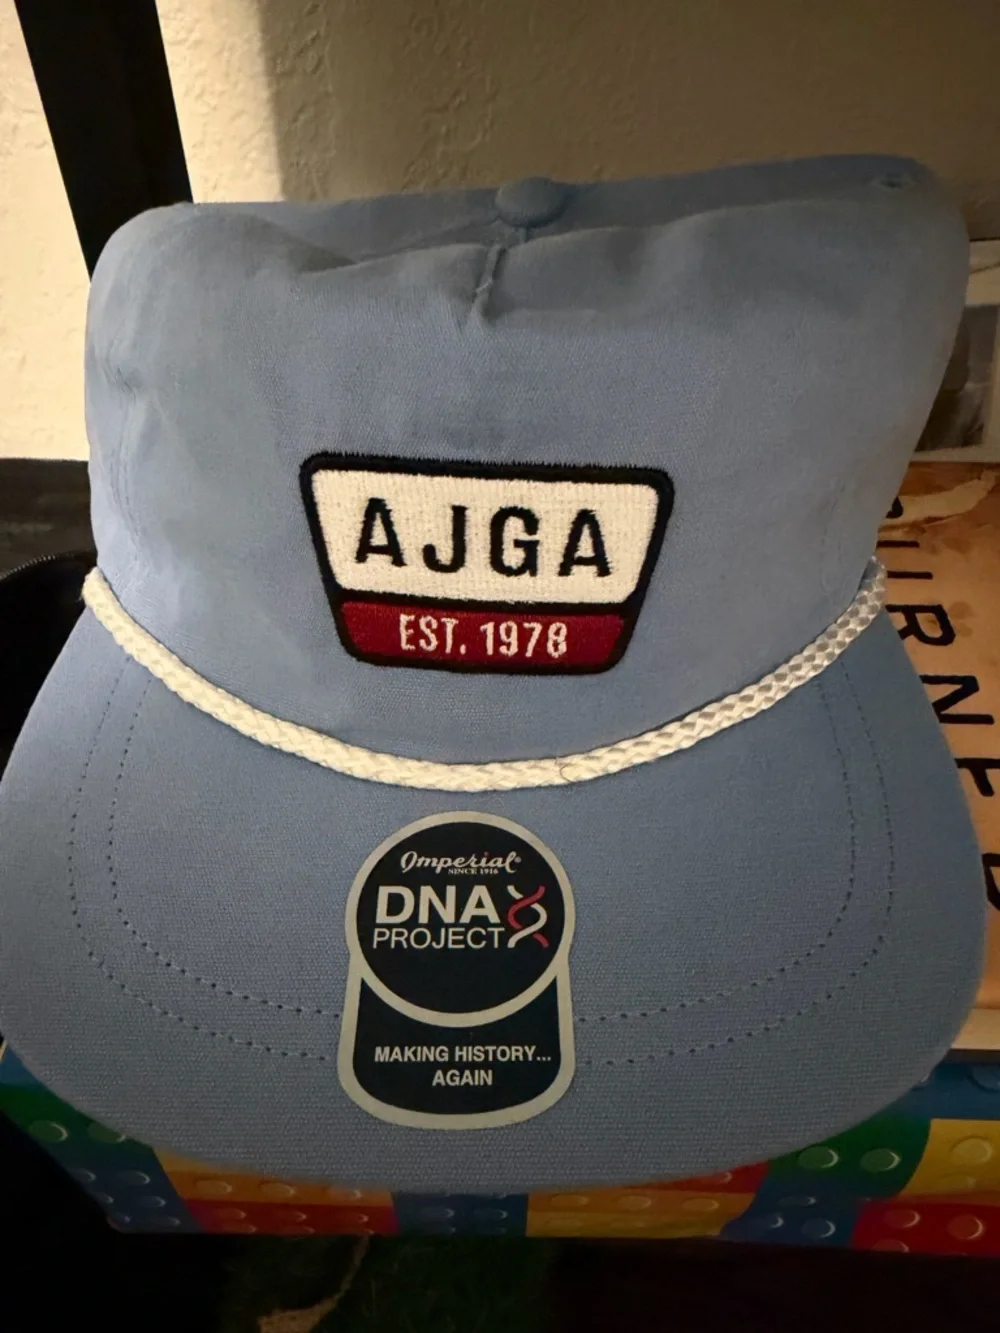 AJGA
EST. 1978
Imperial®
SINCE 1916
DNA
PROJECT
MAKING HISTORY...
AGAIN